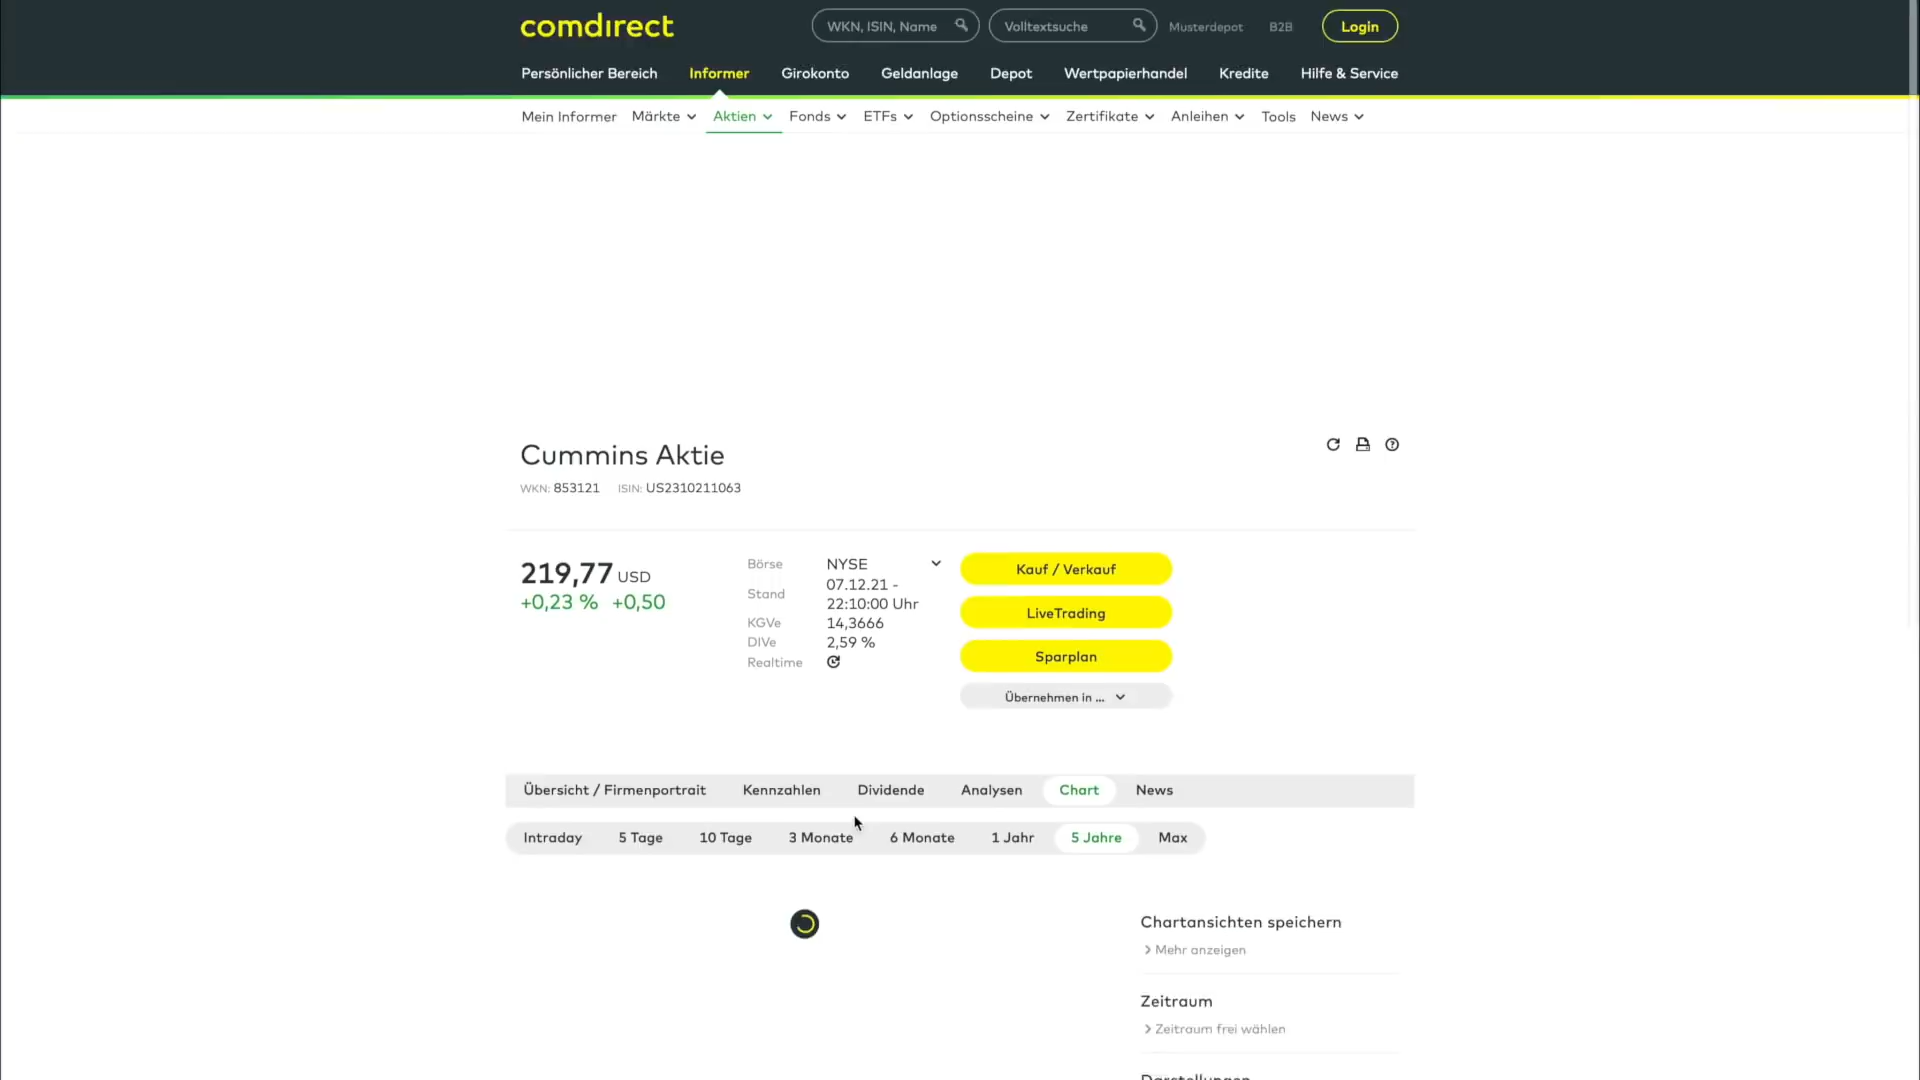 comdirect
WKN, ISIN, Name
Volltextsuche
Musterdepot
B2B
Login
Persönlicher Bereich
Informer
Girokonto
Geldanlage
Depot
Wertpapierhandel
Kredite
Hilfe & Service
Mein Informer
Märkte
Aktien
Fonds
ETFs
Optionsscheine
Zertifikate
Anleihen
Tools
News
Cummins Aktie
WKN: 853121 ISIN: US2310211063
219,77 USD
+0,23 % +0,50
Börse NYSE
Stand 07.12.21 -
22:10:00 Uhr
KGVe 14,3666
DIVe 2,59 %
Realtime
Kauf / Verkauf
LiveTrading
Sparplan
Übernehmen in ...
Übersicht / Firmenportrait
Kennzahlen
Dividende
Analysen
Chart
News
Intraday
5 Tage
10 Tage
3 Monate
6 Monate
1 Jahr
5 Jahre
Max
Chartansichten speichern
Mehr anzeigen
Zeitraum
Zeitraum frei wählen
Darstellungen